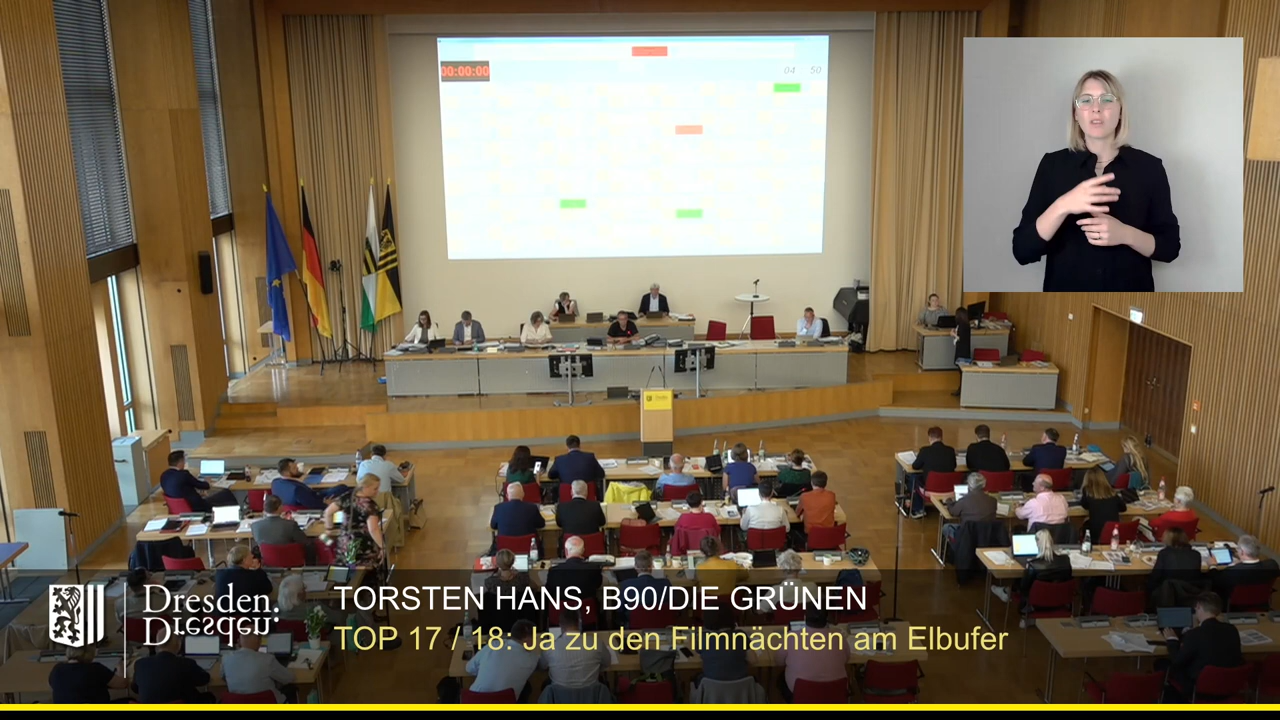 00:00:00
04 50
Dresden.
Dresden.
TORSTEN HANS, B90/DIE GRÜNEN
TOP 17 / 18: Ja zu den Filmnächten am Elbufer